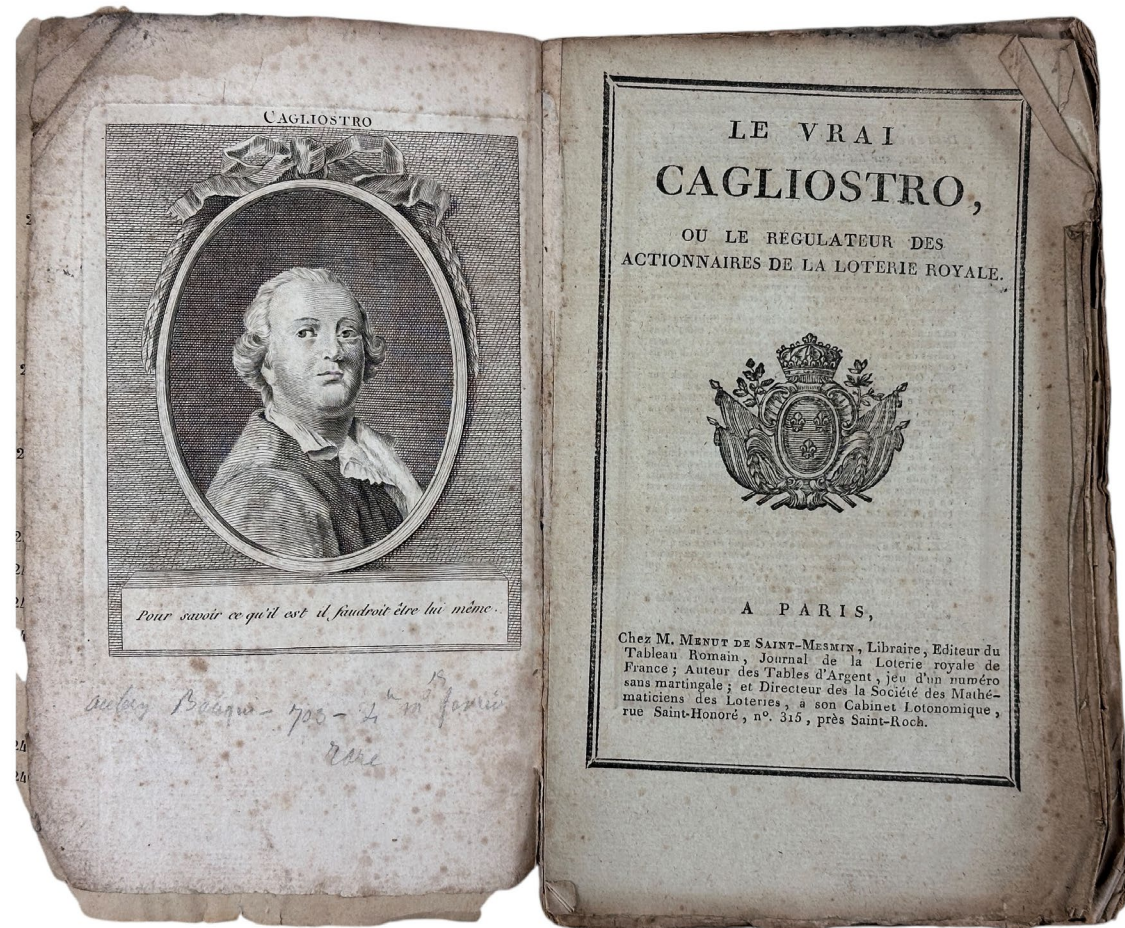 CAGLIOSTRO
Pour savoir ce qu'il est il faudroit être lui même.
LE VRAI
CAGLIOSTRO,
OU LE REGULATEUR DES
ACTIONNAIRES DE LA LOTERIE ROYALE.
A PARIS,
Chez M. MENUT DE SAINT-MESMIN, Libraire, Editeur du
Tableau Romain, Journal de la Loterie royale de
France; Auteur des Tables d'Argent, jeu d'un numéro
sans martingale; et Directeur des la Société des Mathé-
maticiens des Loteries, à son Cabinet Lotonomique,
rue Saint-Honoré, nº. 315, près Saint-Roch.